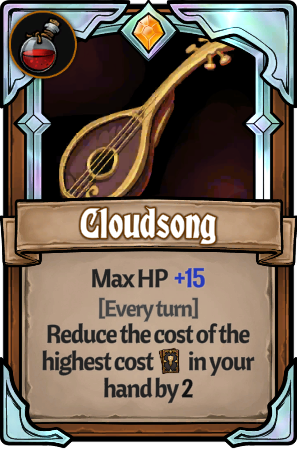 Cloudsong
Max HP +15
[Every turn]
Reduce the cost of the
highest cost in your
hand by 2